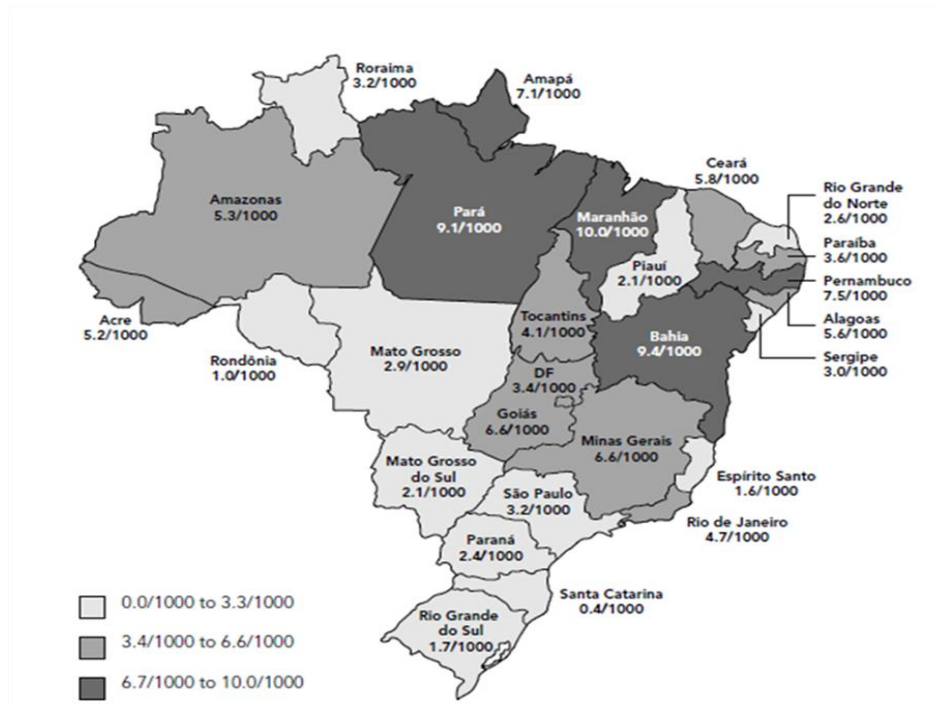 Roraima
3.2/1000
Amapá
7.1/1000
Ceará
5.8/1000
Rio Grande
do Norte
2.6/1000
Amazonas
5.3/1000
Pará
9.1/1000
Maranhão
10.0/1000
Piauí
2.1/1000
Paraíba
3.6/1000
Pernambuco
7.5/1000
Alagoas
5.6/1000
Sergipe
3.0/1000
Acre
5.2/1000
Rondônia
1.0/1000
Mato Grosso
2.9/1000
Tocantins
4.1/1000
Bahia
9.4/1000
DF
3.4/1000
Goiás
6.6/1000
Minas Gerais
6.6/1000
Mato Grosso
do Sul
2.1/1000
São Paulo
3.2/1000
Espírito Santo
1.6/1000
Rio de Janeiro
4.7/1000
Paraná
2.4/1000
Santa Catarina
0.4/1000
Rio Grande
do Sul
1.7/1000
0.0/1000 to 3.3/1000
3.4/1000 to 6.6/1000
6.7/1000 to 10.0/1000